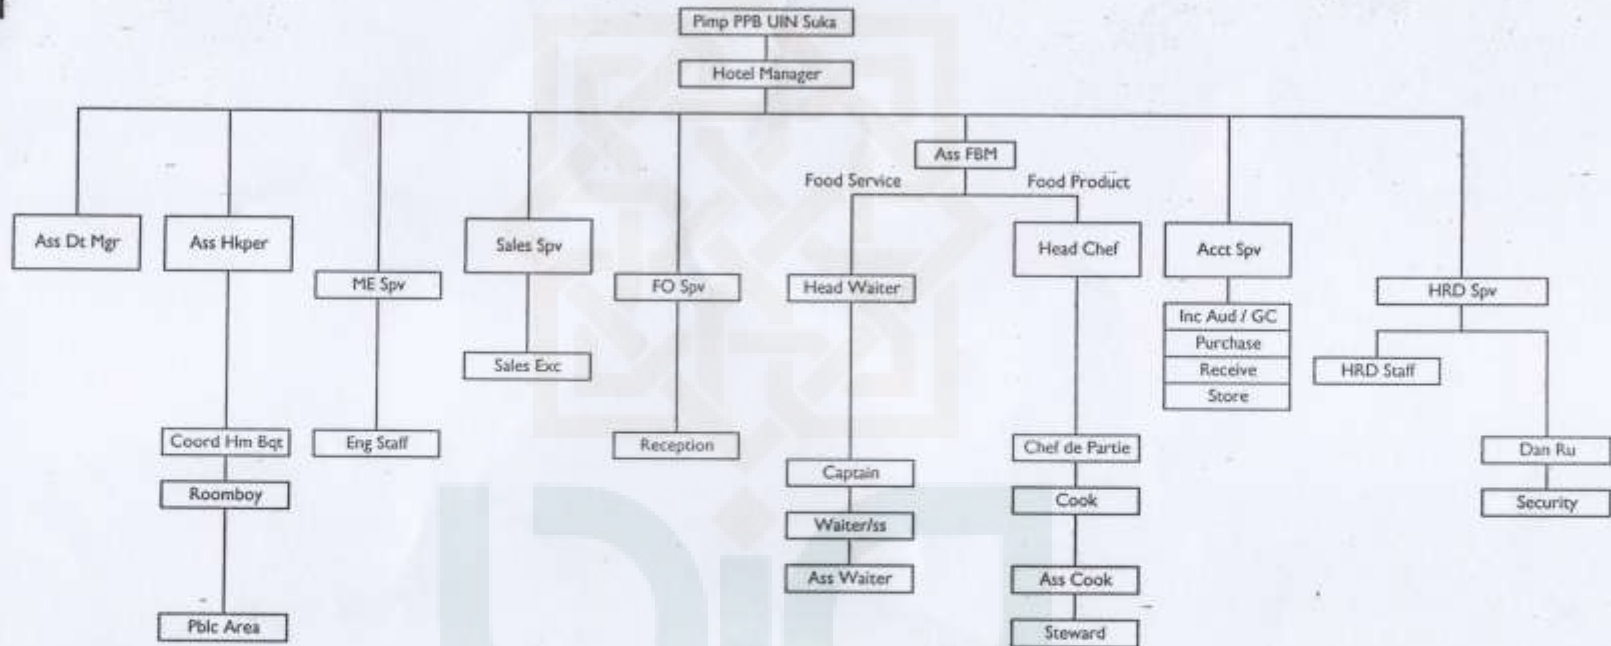 Pimp PPB UIN Suka
Hotel Manager
Ass FBM
Food Service
Food Product
Ass Dt Mgr
Ass Hkper
Sales Spv
Head Chef
Acct Spv
ME Spv
FO Spv
Head Waiter
HRD Spv
Inc Aud / GC
Purchase
Receive
Store
Sales Exc
HRD Staff
Coord Hm Bqt
Eng Staff
Reception
Chef de Partie
Dan Ru
Captain
Roomboy
Cook
Security
Waiter/ss
Ass Waiter
Ass Cook
Pblc Area
Steward